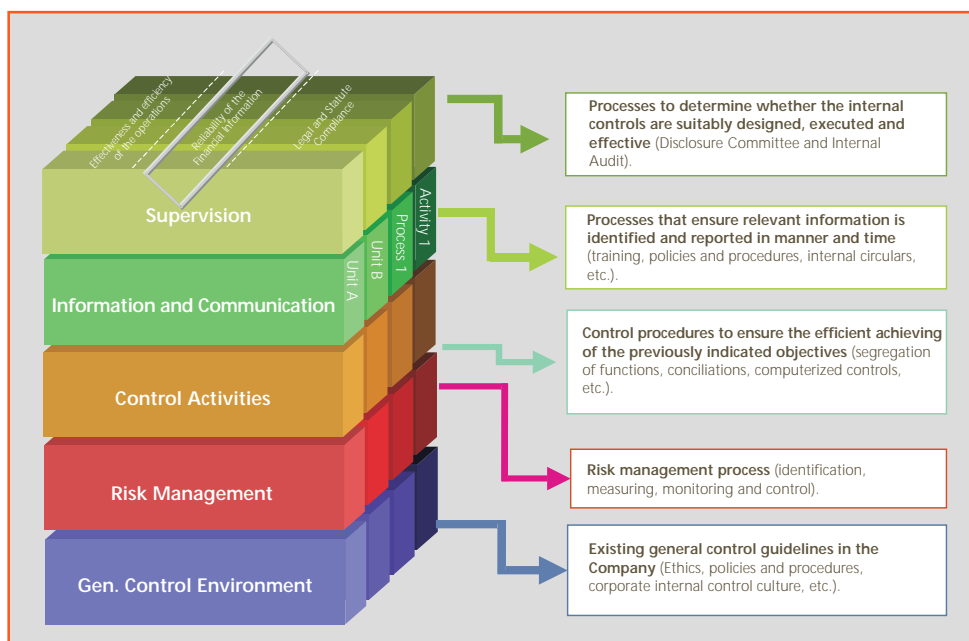 Effectiveness and efficiency
of the operations
Reliability of the
Financial Information
Legal and Statute
Compliance
Supervision
Information and Communication
Control Activities
Risk Management
Gen. Control Environment
Unit A
Unit B
Process 1
Activity 1
Processes to determine whether the internal
controls are suitably designed, executed and
effective (Disclosure Committee and Internal
Audit).
Processes that ensure relevant information is
identified and reported in manner and time
(training, policies and procedures, internal circulars,
etc.).
Control procedures to ensure the efficient achieving
of the previously indicated objectives (segregation
of functions, conciliations, computerized controls,
etc.).
Risk management process (identification,
measuring, monitoring and control).
Existing general control guidelines in the
Company (Ethics, policies and procedures,
corporate internal control culture, etc.).